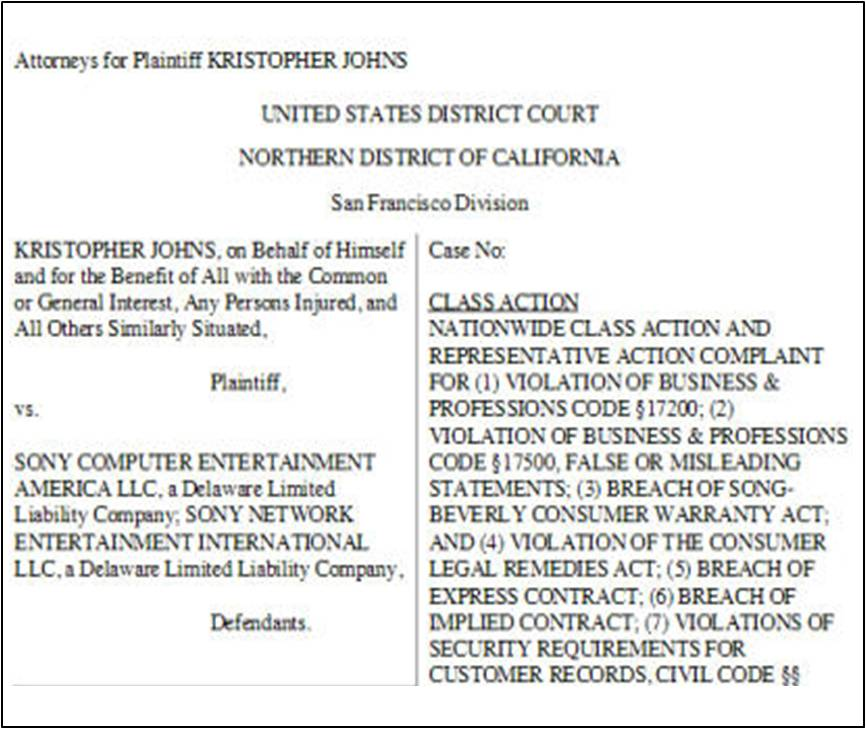 Attorneys for Plaintiff KRISTOPHER JOHNS
UNITED STATES DISTRICT COURT
NORTHERN DISTRICT OF CALIFORNIA
San Francisco Division
KRISTOPHER JOHNS, on Behalf of Himself
and for the Benefit of All with the Common
or General Interest, Any Persons Injured, and
All Others Similarly Situated,
Plaintiff,
vs.
SONY COMPUTER ENTERTAINMENT
AMERICA LLC, a Delaware Limited
Liability Company; SONY NETWORK
ENTERTAINMENT INTERNATIONAL
LLC, a Delaware Limited Liability Company,
Defendants.
Case No:
CLASS ACTION
NATIONWIDE CLASS ACTION AND
REPRESENTATIVE ACTION COMPLAINT
FOR (1) VIOLATION OF BUSINESS &
PROFESSIONS CODE §17200; (2)
VIOLATION OF BUSINESS & PROFESSIONS
CODE §17500, FALSE OR MISLEADING
STATEMENTS; (3) BREACH OF SONG-
BEVERLY CONSUMER WARRANTY ACT;
AND (4) VIOLATION OF THE CONSUMER
LEGAL REMEDIES ACT; (5) BREACH OF
EXPRESS CONTRACT; (6) BREACH OF
IMPLIED CONTRACT; (7) VIOLATIONS OF
SECURITY REQUIREMENTS FOR
CUSTOMER RECORDS, CIVIL CODE §§